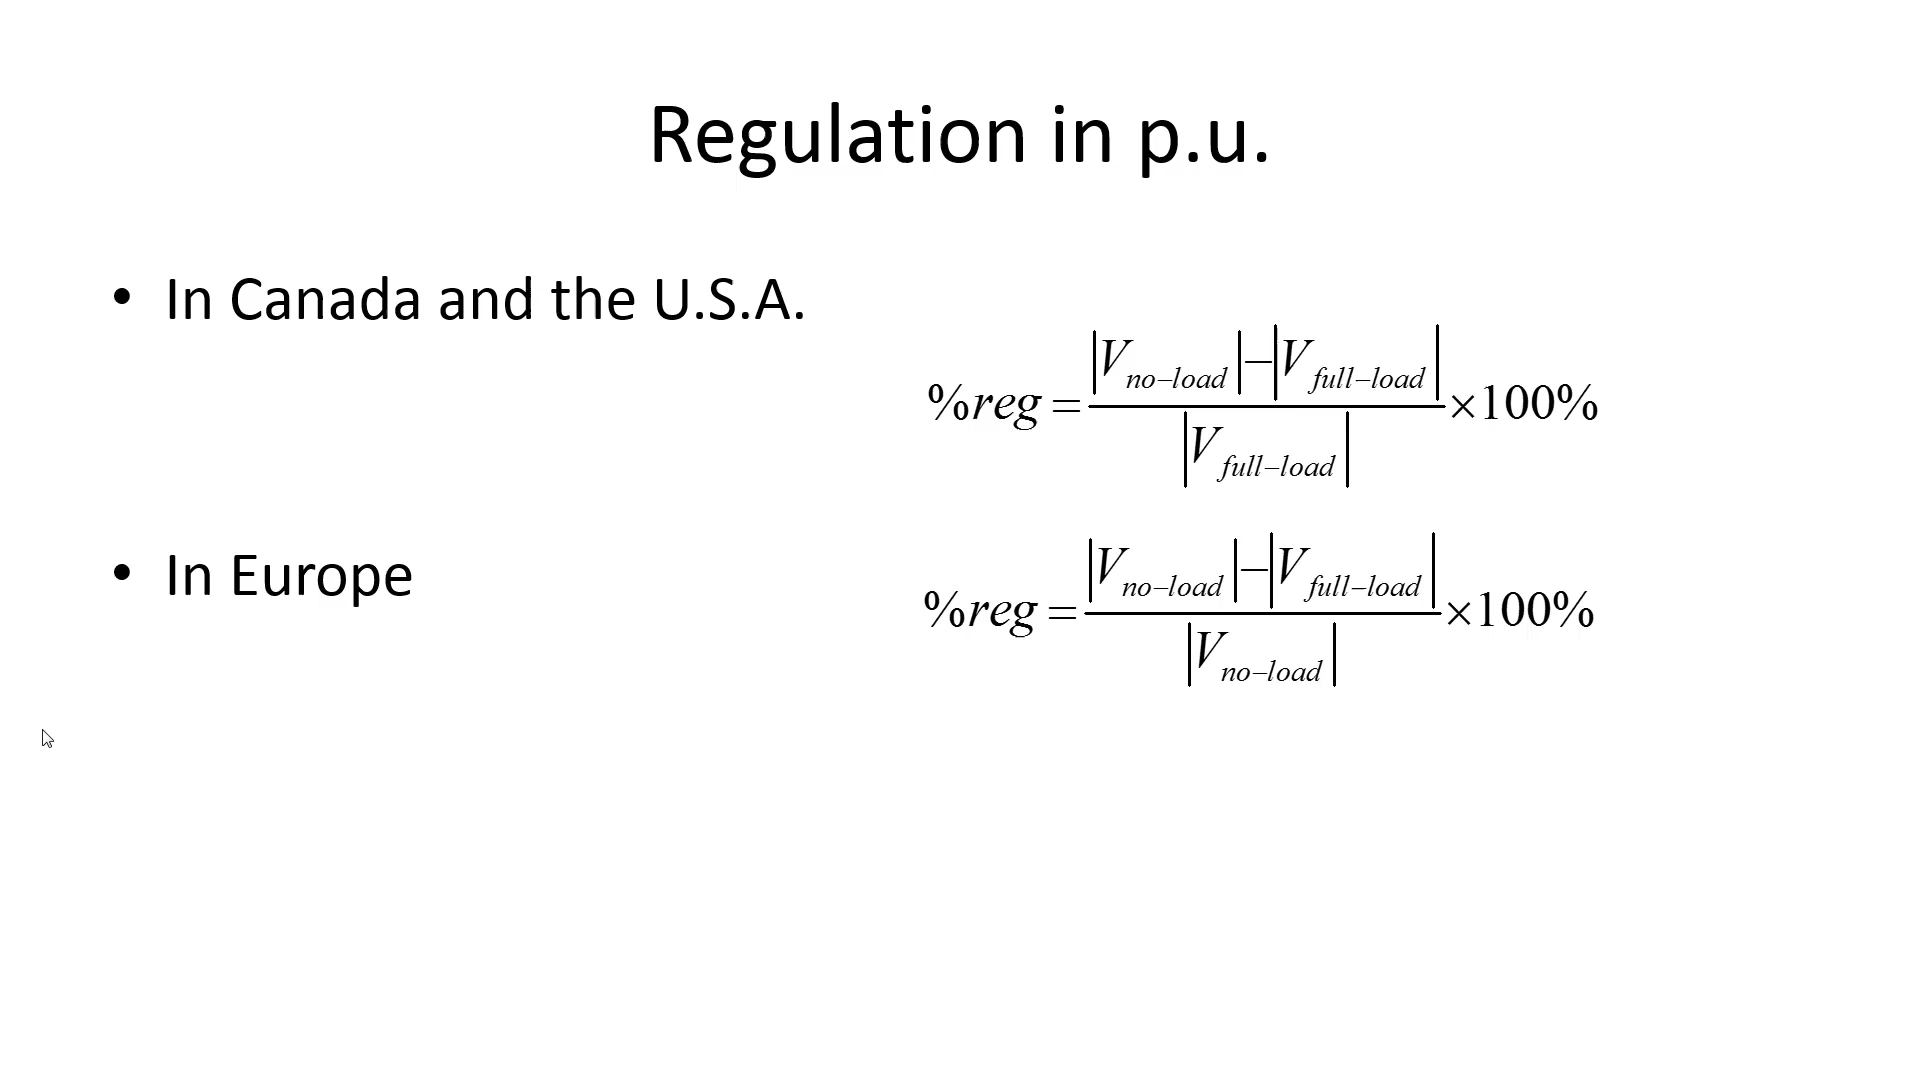 Regulation in p.u.
• In Canada and the U.S.A.
%reg = (|V_no–load| – |V_full–load|) / |V_full–load| ×100%
• In Europe
%reg = (|V_no–load| – |V_full–load|) / |V_no–load| ×100%